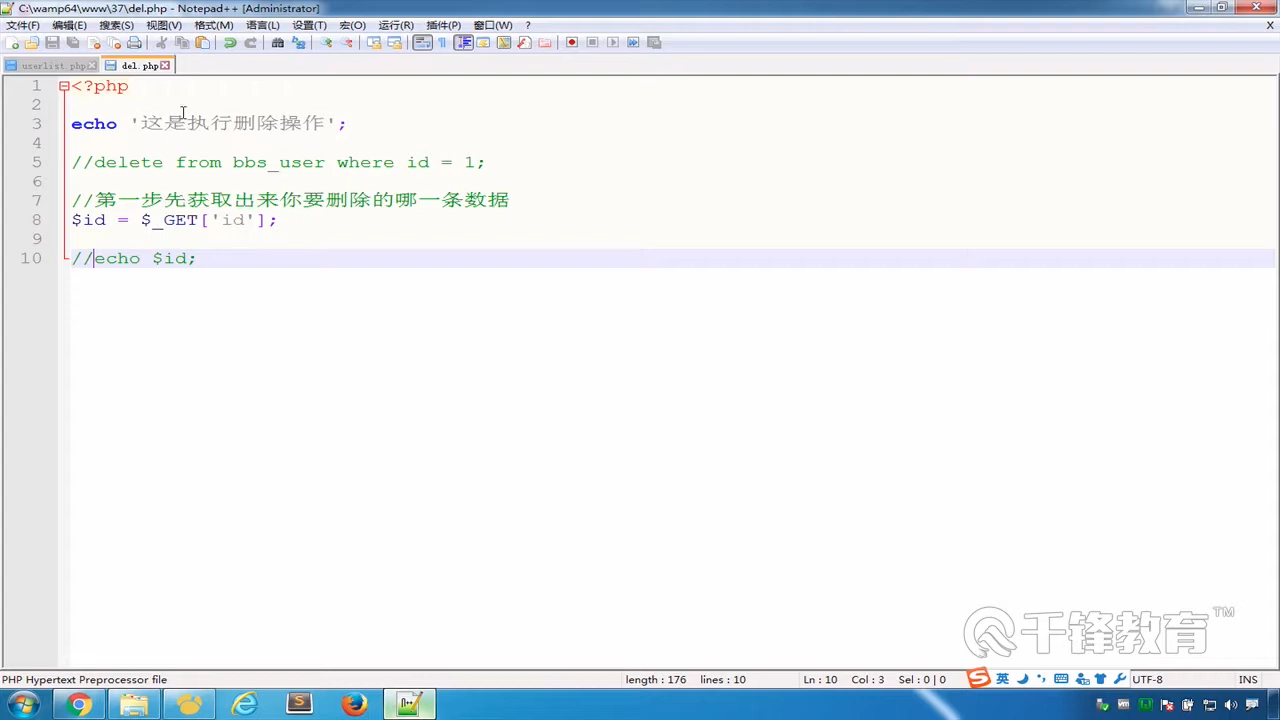 C:\wamp64\www\37\del.php - Notepad++ [Administrator]
文件(F) 编辑(E) 搜索(S) 视图(V) 格式(M) 语言(L) 设置(T) 宏(O) 运行(R) 插件(P) 窗口(W) ? X
userlist.php del.php
1 <?php
2
3 echo '这是执行删除操作';
4
5 //delete from bbs_user where id = 1;
6
7 //第一步先获取出来你要删除的哪一条数据
8 $id = $_GET['id'];
9
10 //echo $id;
千锋教育™
PHP Hypertext Preprocessor file length : 176 lines : 10 Ln : 10 Col : 3 Sel : 0 | 0 英 UTF-8 INS